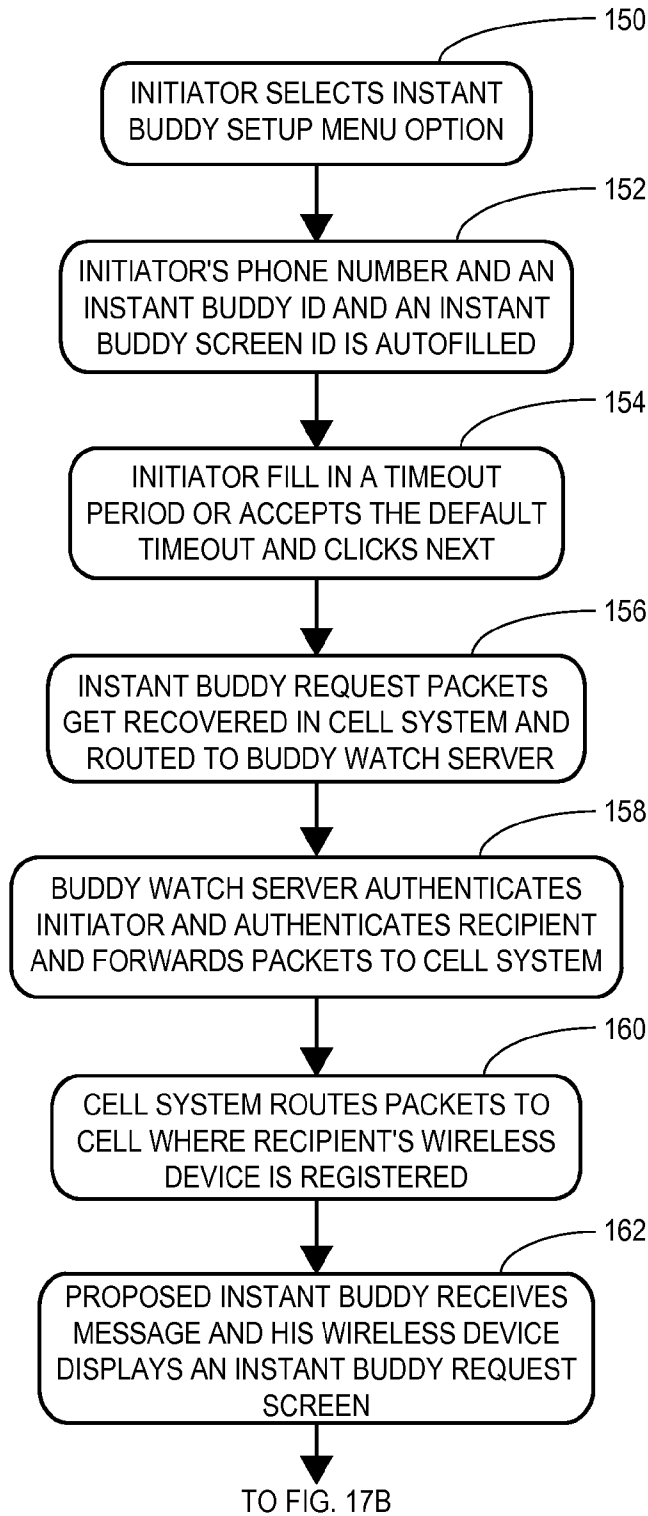 150
INITIATOR SELECTS INSTANT
BUDDY SETUP MENU OPTION
152
INITIATOR'S PHONE NUMBER AND AN
INSTANT BUDDY ID AND AN INSTANT
BUDDY SCREEN ID IS AUTOFILLED
154
INITIATOR FILL IN A TIMEOUT
PERIOD OR ACCEPTS THE DEFAULT
TIMEOUT AND CLICKS NEXT
156
INSTANT BUDDY REQUEST PACKETS
GET RECOVERED IN CELL SYSTEM AND
ROUTED TO BUDDY WATCH SERVER
158
BUDDY WATCH SERVER AUTHENTICATES
INITIATOR AND AUTHENTICATES RECIPIENT
AND FORWARDS PACKETS TO CELL SYSTEM
160
CELL SYSTEM ROUTES PACKETS TO
CELL WHERE RECIPIENT'S WIRELESS
DEVICE IS REGISTERED
162
PROPOSED INSTANT BUDDY RECEIVES
MESSAGE AND HIS WIRELESS DEVICE
DISPLAYS AN INSTANT BUDDY REQUEST
SCREEN
TO FIG. 17B